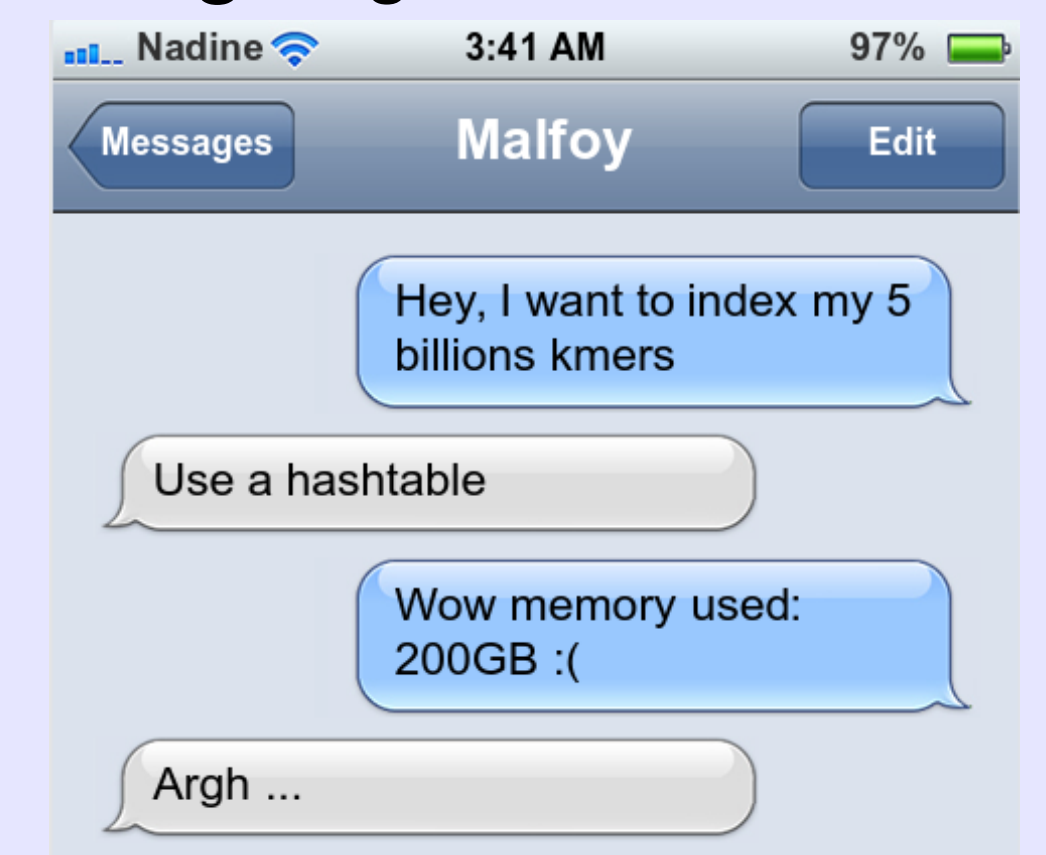 Nadine 3:41 AM 97%
Messages Malfoy Edit
Hey, I want to index my 5
billions kmers
Use a hashtable
Wow memory used:
200GB :(
Argh ...